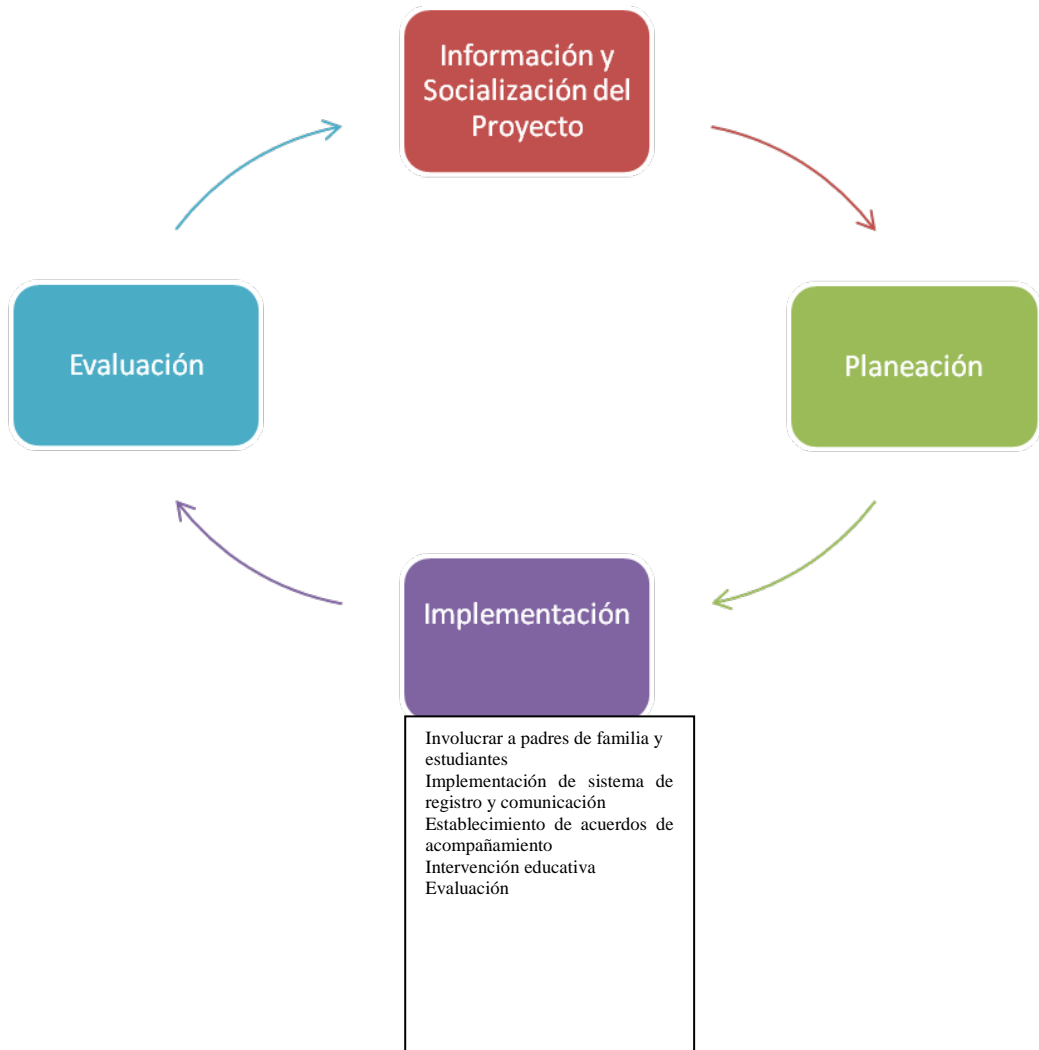 Información y
Socialización del
Proyecto
Evaluación
Planeación
Implementación
Involucrar a padres de familia y
estudiantes
Implementación de sistema de
registro y comunicación
Establecimiento de acuerdos de
acompañamiento
Intervención educativa
Evaluación